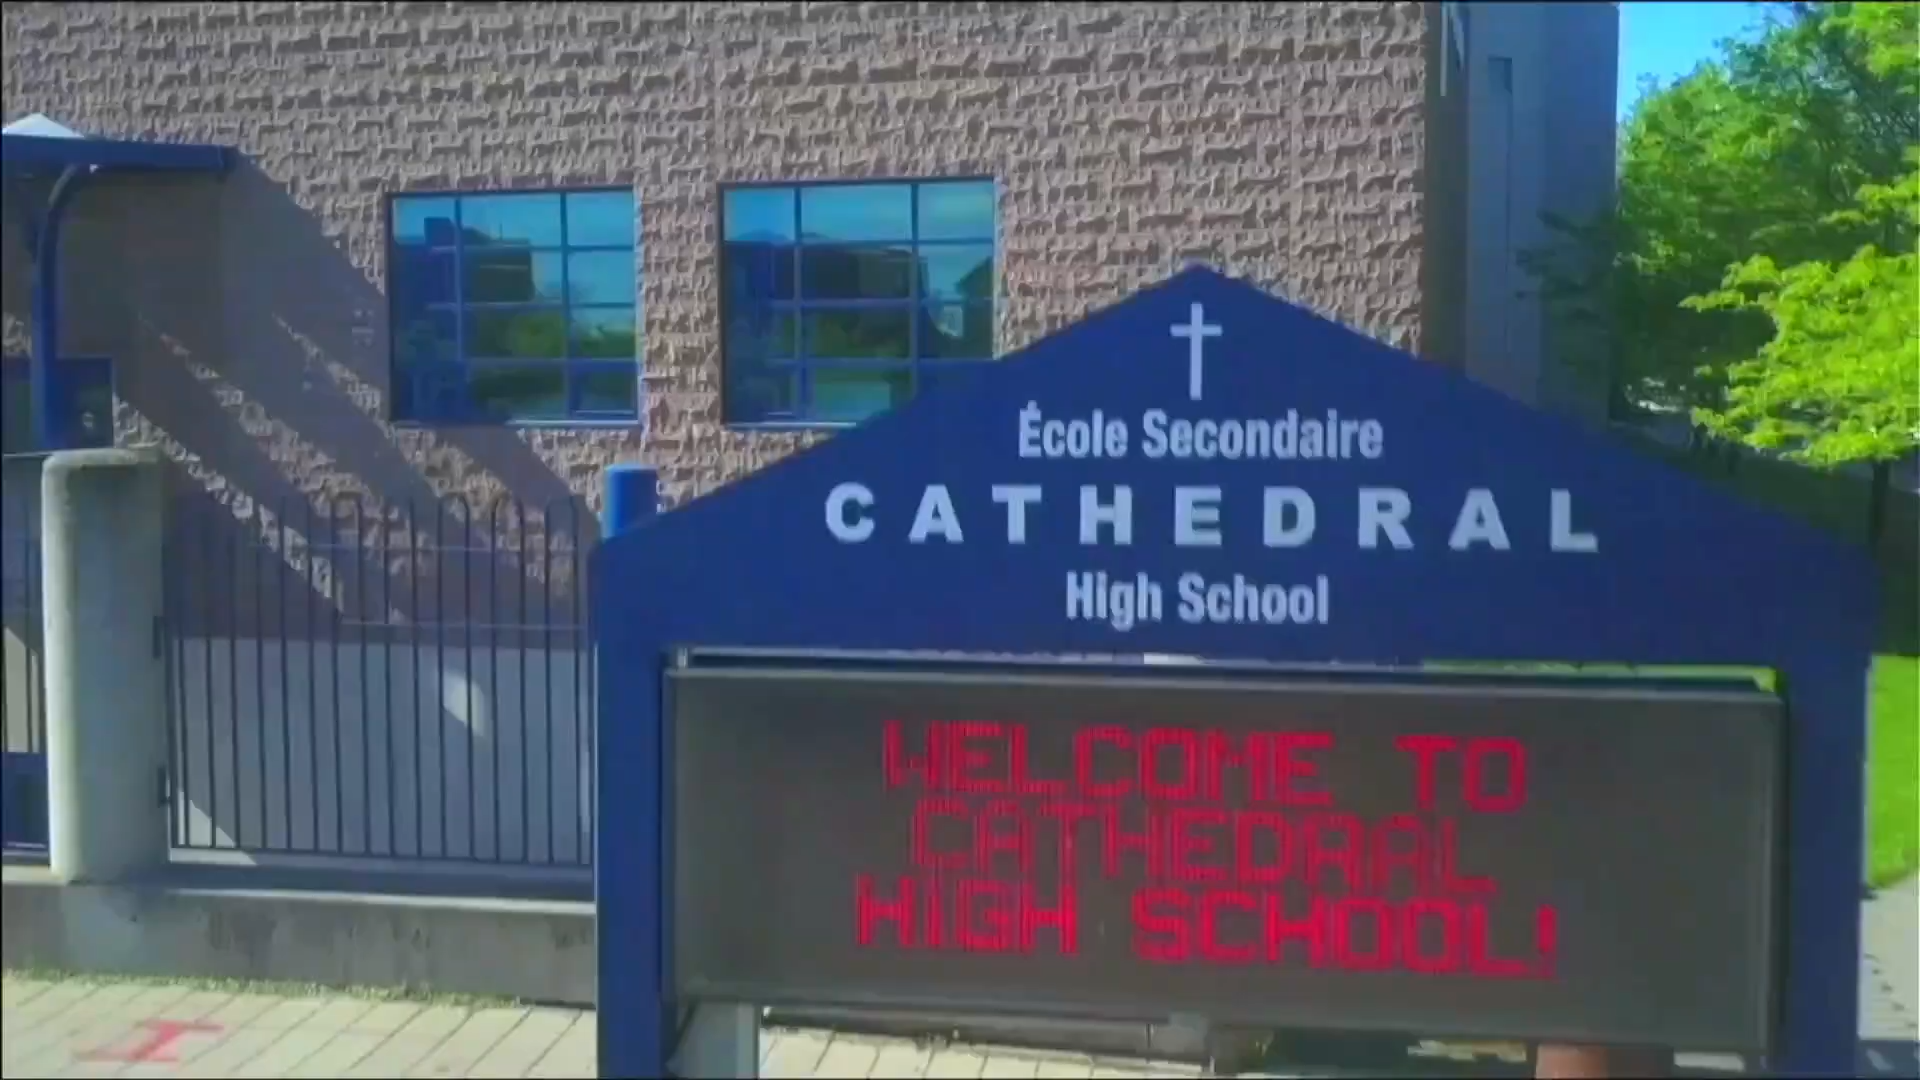 École Secondaire
CATHEDRAL
High School
WELCOME TO
CATHEDRAL
HIGH SCHOOL!